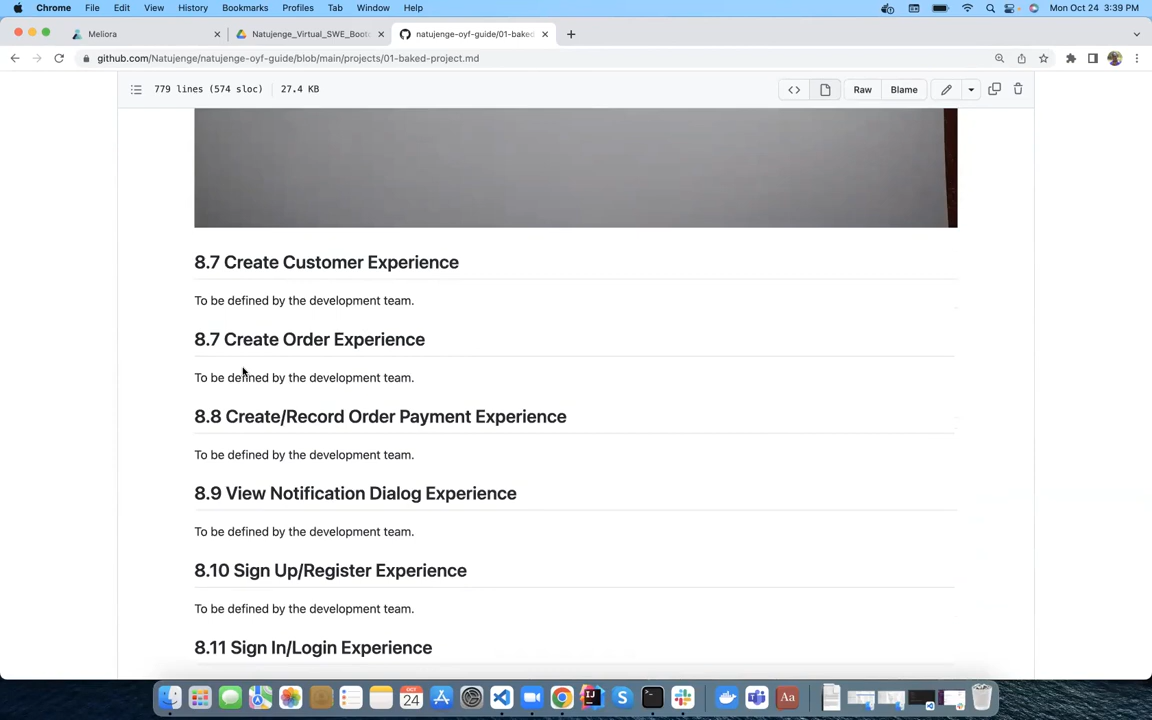 Chrome File Edit View History Bookmarks Profiles Tab Window Help Mon Oct 24 3:39 PM
Meliora Natujenge_Virtual_SWE_Boot natujenge-oyf-guide/01-baked
github.com/Natujenge/natujenge-oyf-guide/blob/main/projects/01-baked-project.md
779 lines (574 sloc) 27.4 KB Raw Blame
8.7 Create Customer Experience
To be defined by the development team.
8.7 Create Order Experience
To be defined by the development team.
8.8 Create/Record Order Payment Experience
To be defined by the development team.
8.9 View Notification Dialog Experience
To be defined by the development team.
8.10 Sign Up/Register Experience
To be defined by the development team.
8.11 Sign In/Login Experience
OCT
24
Aa